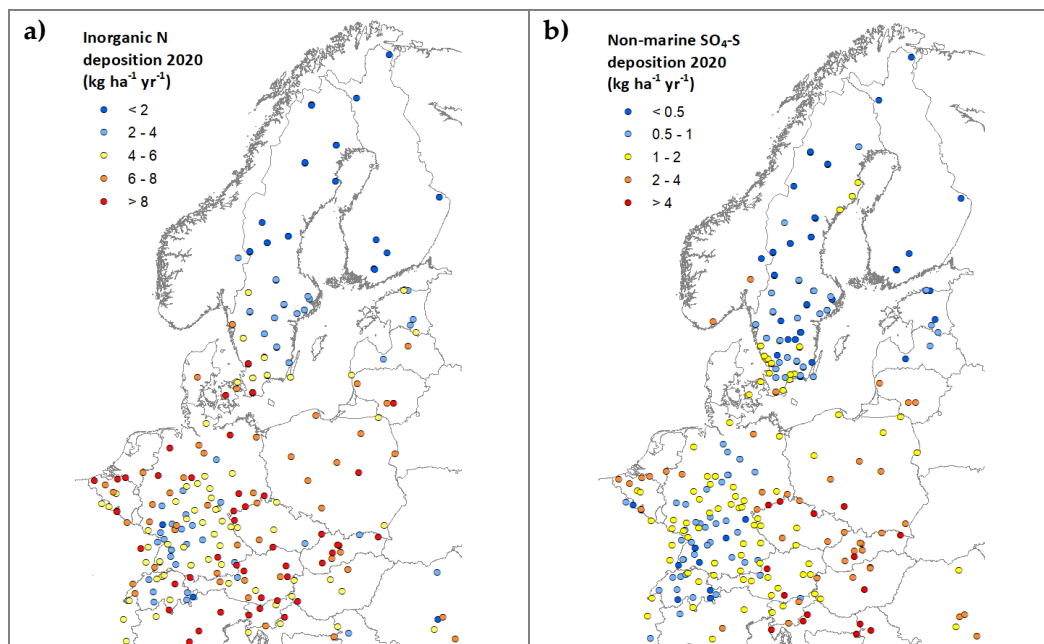 a)
Inorganic N
deposition 2020
(kg ha⁻¹ yr⁻¹)
< 2
2 - 4
4 - 6
6 - 8
> 8
b)
Non-marine SO₄-S
deposition 2020
(kg ha⁻¹ yr⁻¹)
< 0.5
0.5 - 1
1 - 2
2 - 4
> 4